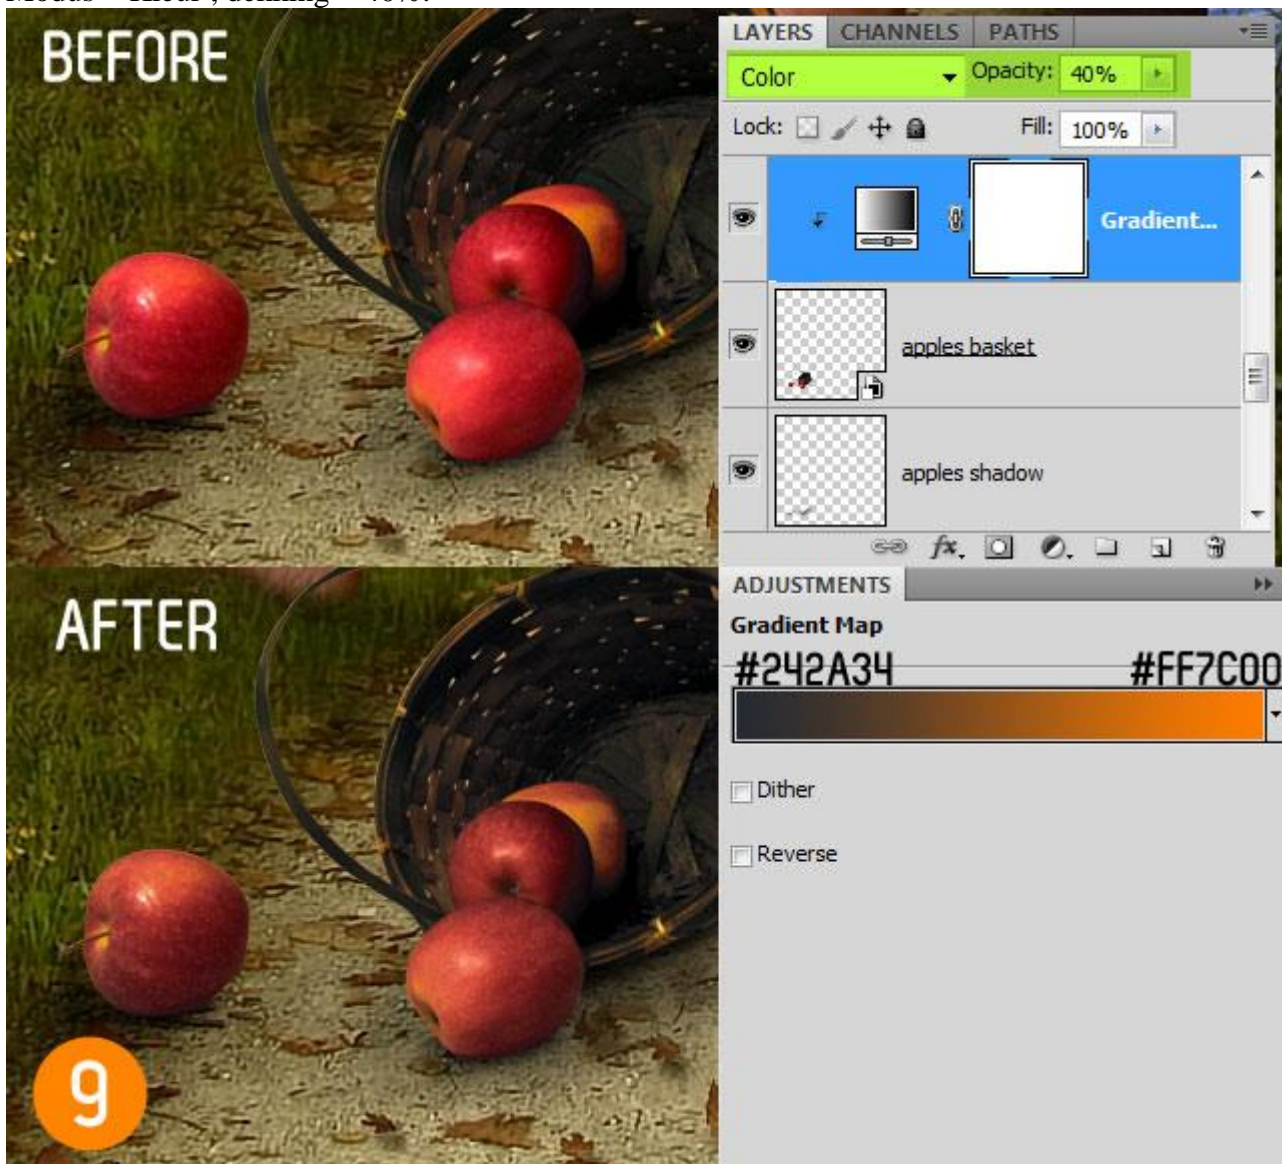 BEFORE
LAYERS CHANNELS PATHS
Color Opacity: 40%
Lock: Fill: 100%
Gradient...
apples basket
apples shadow
fx.
AFTER
ADJUSTMENTS
Gradient Map
#242A34 #FF7C00
Dither
Reverse
9